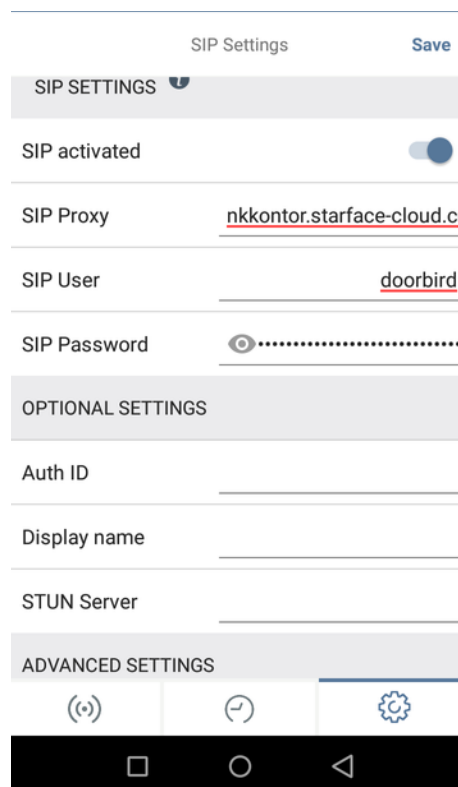 SIP Settings Save
SIP SETTINGS i
SIP activated
SIP Proxy nkkontor.starface-cloud.c
SIP User doorbird
SIP Password ••••••••••••••••••••••••••••
OPTIONAL SETTINGS
Auth ID
Display name
STUN Server
ADVANCED SETTINGS